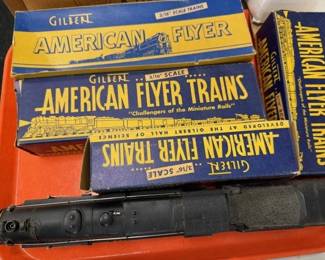 GILBERT 3/16" SCALE TRAINS
AMERICAN FLYER
GILBERT 3/16" SCALE
AMERICAN FLYER TRAINS
"Challengers of the Miniature Rails"
DEVELOPED AT THE GILBERT HALL OF SCIENCE
AMERICAN FLYER TRAINS
GILBERT 3/16" SCALE
GILBERT
AMERICAN FLYER